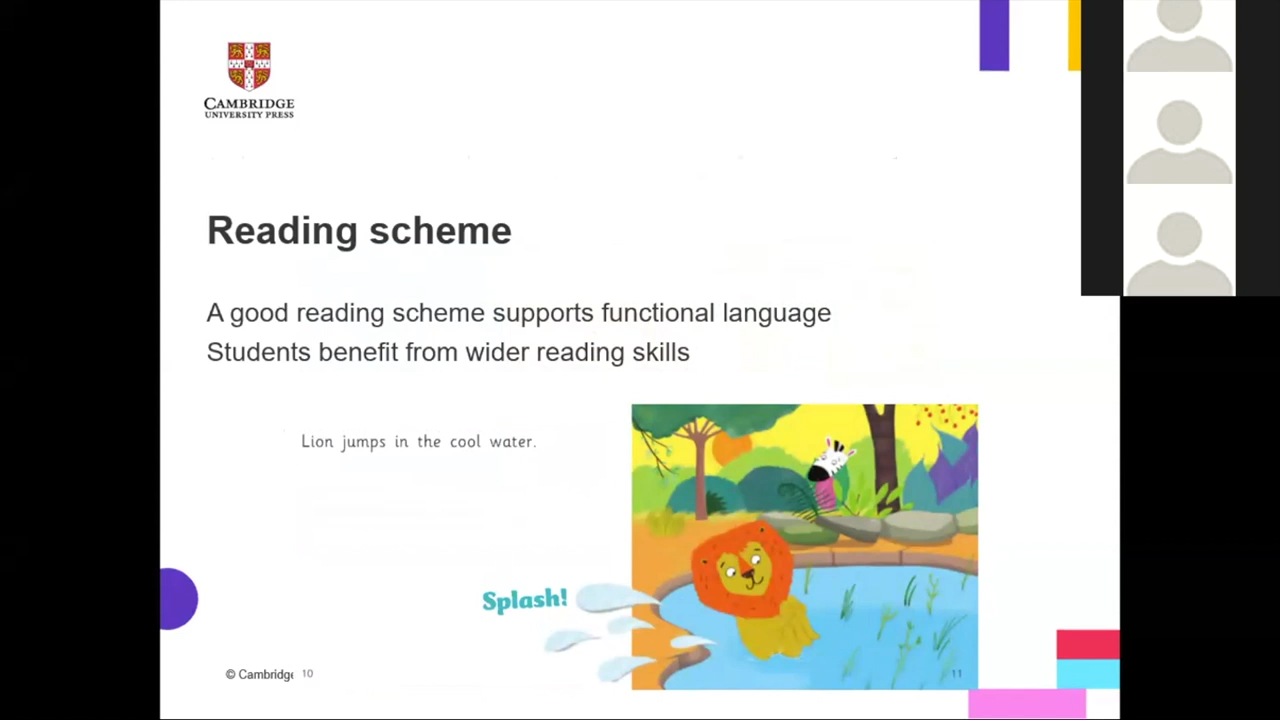 CAMBRIDGE
UNIVERSITY PRESS
Reading scheme
A good reading scheme supports functional language
Students benefit from wider reading skills
Lion jumps in the cool water.
Splash!
© Cambridge 10
11